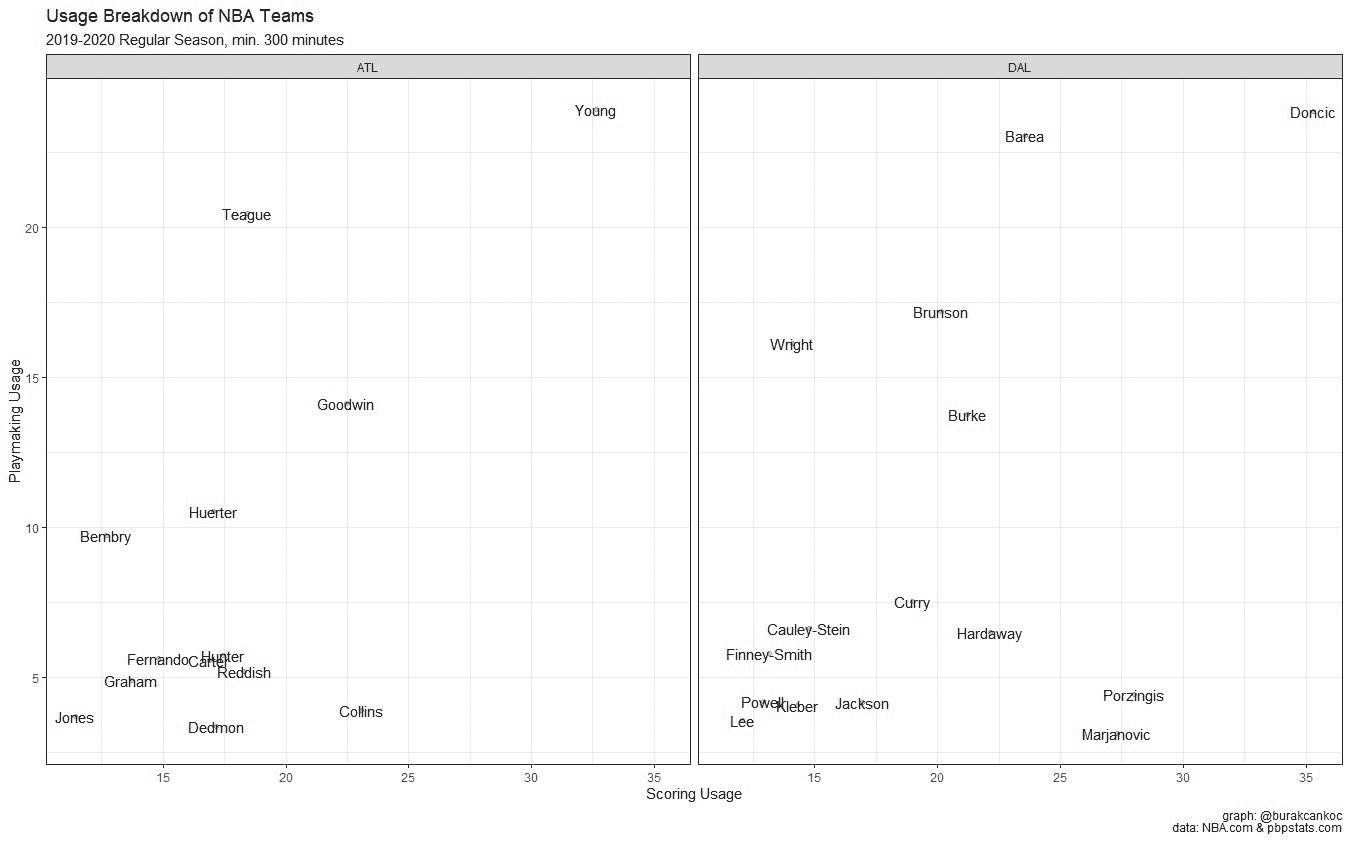 Usage Breakdown of NBA Teams
2019-2020 Regular Season, min. 300 minutes
ATL
DAL
Young
Doncic
Barea
Teague
20
Brunson
Wright
15
Goodwin
Burke
Huerter
10
Bembry
Curry
Cauley-Stein
Hardaway
Finney-Smith
Hunter
Fernando
Carter
Reddish
Graham
5
Porzingis
Powell
Kleber
Jackson
Collins
Jones
Lee
Dedmon
Marjanovic
Playmaking Usage
15 20 25 30 35
15 20 25 30 35
Scoring Usage
graph: @burakcankoc
data: NBA.com & pbpstats.com